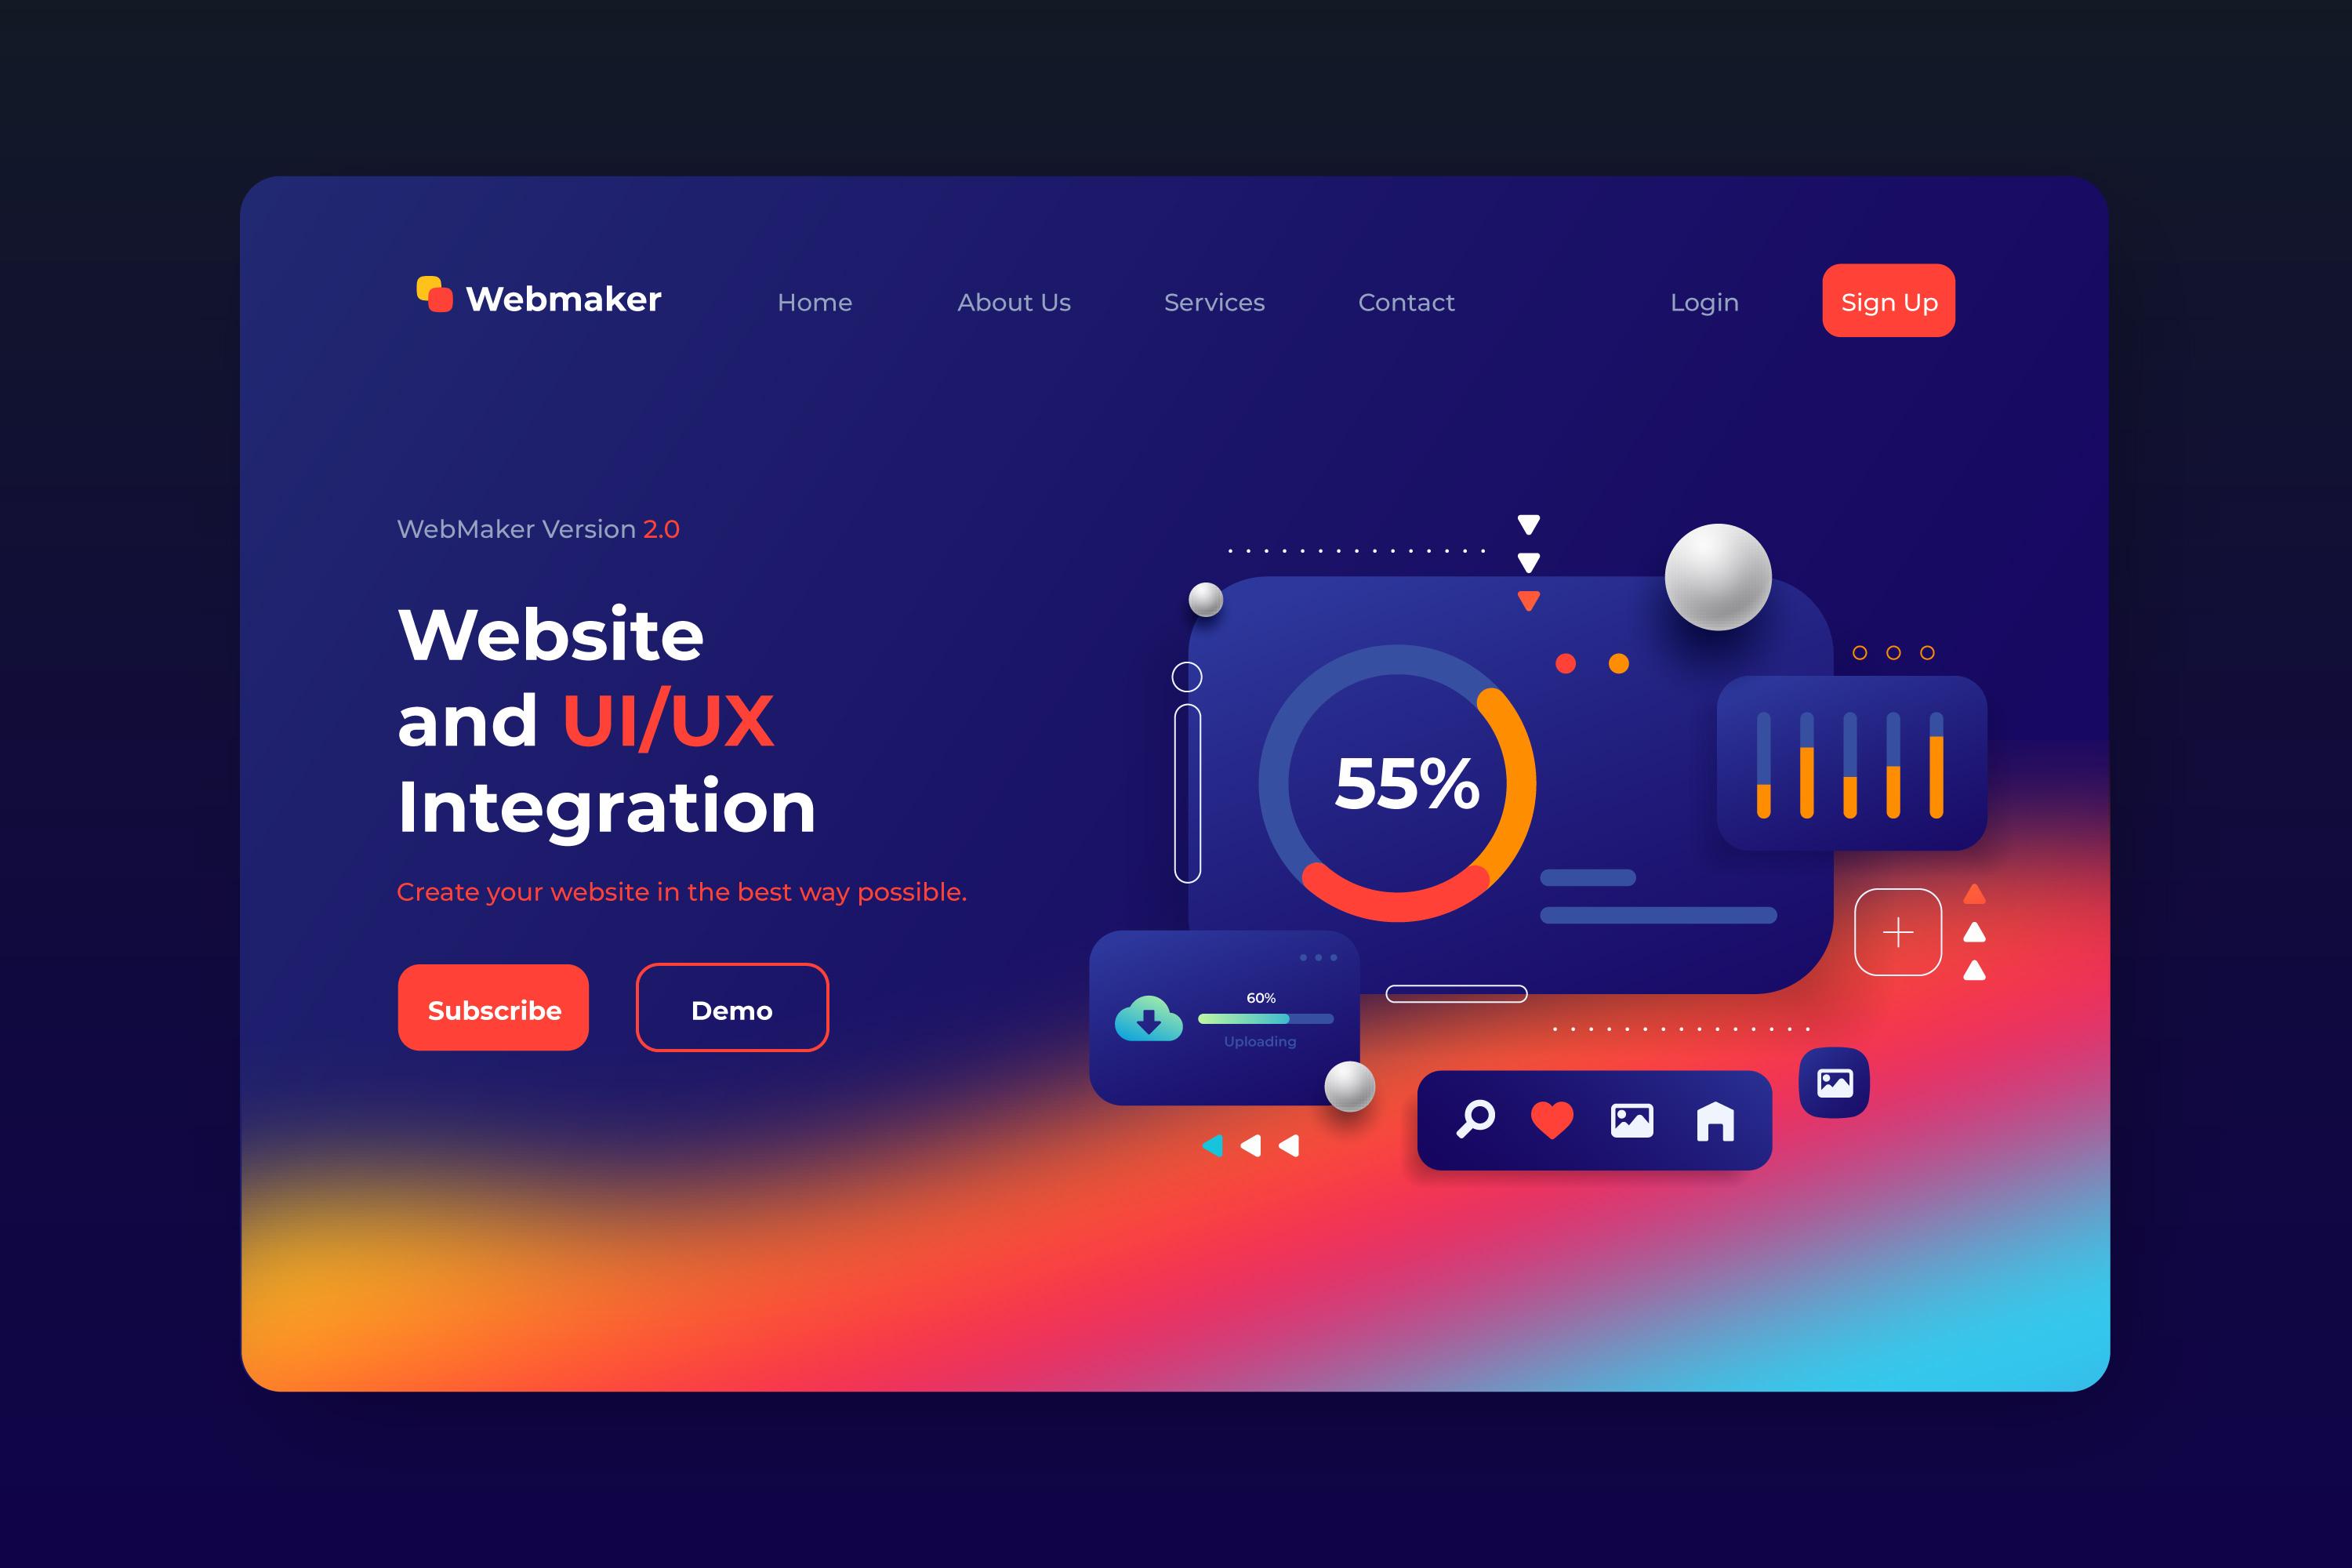 Webmaker
Home
About Us
Services
Contact
Login
Sign Up
WebMaker Version 2.0
Website
and UI/UX
Integration
Create your website in the best way possible.
Subscribe
Demo
55%
60%
Uploading